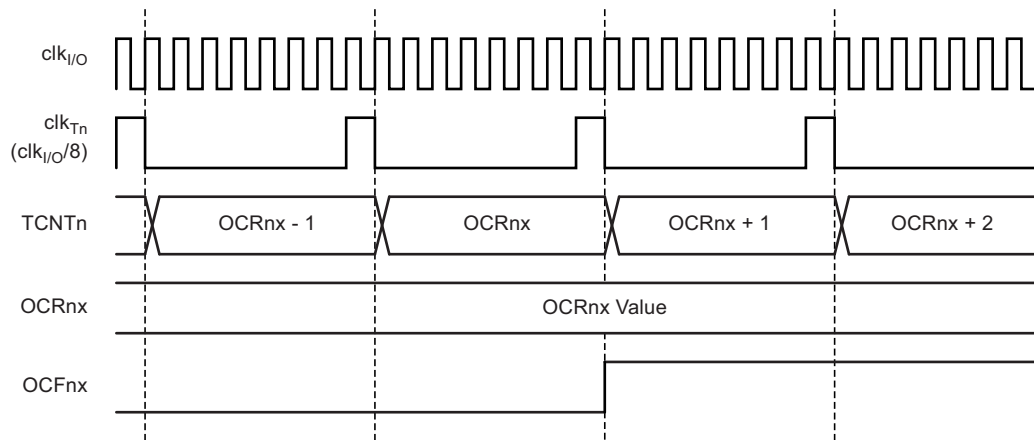 clkI/O
clkTn
(clkI/O/8)
TCNTn OCRnx - 1 OCRnx OCRnx + 1 OCRnx + 2
OCRnx OCRnx Value
OCFnx